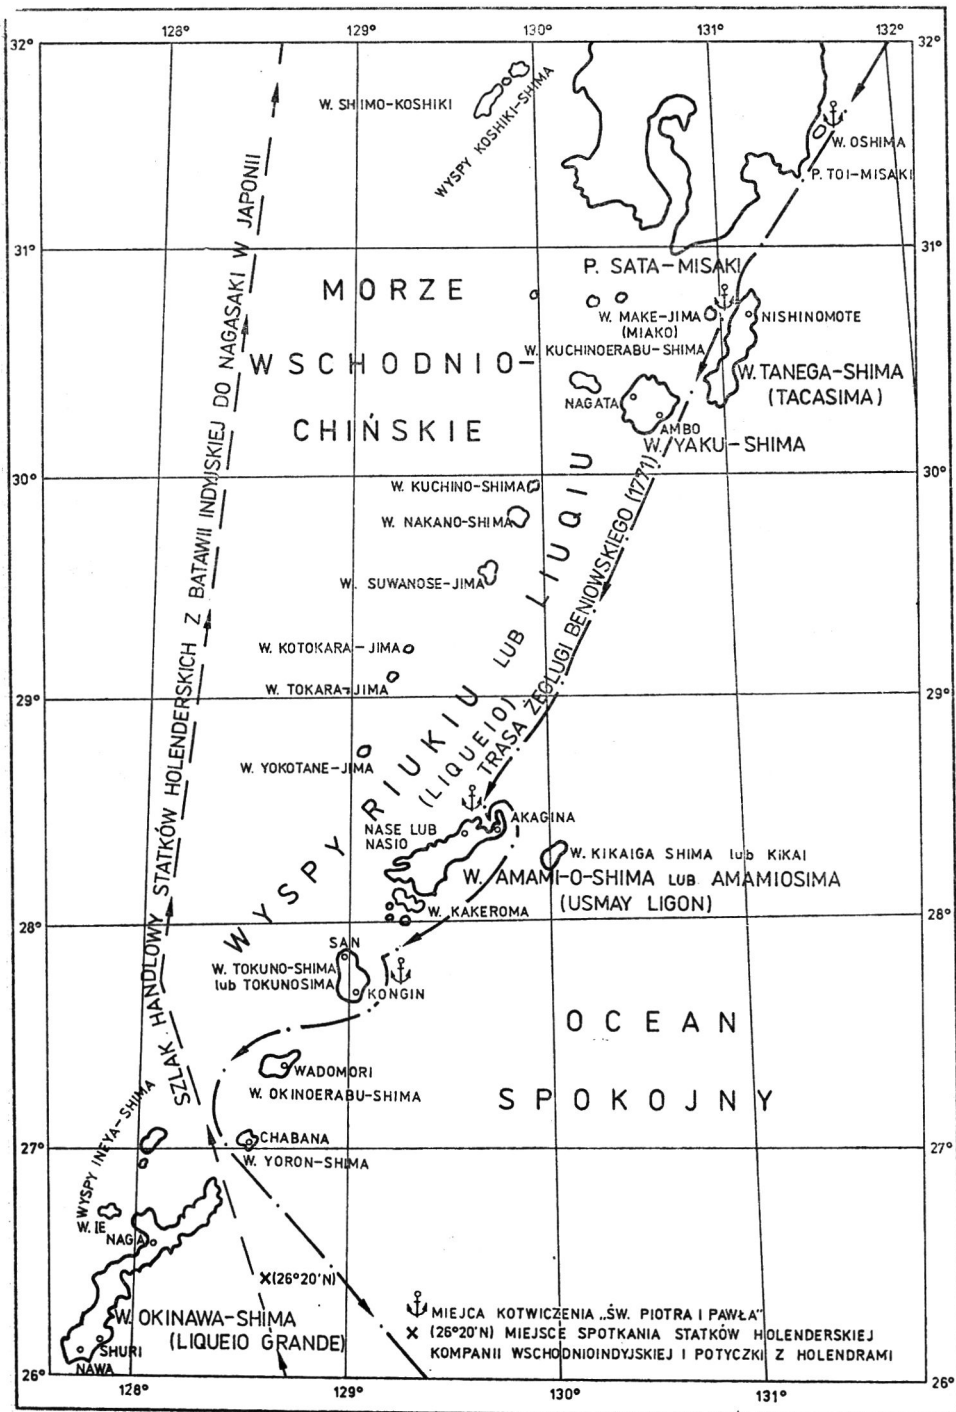 128° 129° 130° 131° 132°
32° 32°
W. SHIMO-KOSHIKI
WYSPY KOSHIKI-SHIMA
W. OSHIMA
P. TOI-MISAKI
31° 31°
P. SATA-MISAKI
MORZE
WSCHODNIO-
CHIŃSKIE
W. MAKE-JIMA
(MIAKO)
NISHINOMOTE
W. KUCHINOERABU-SHIMA
W. TANEGA-SHIMA
(TACASIMA)
NAGATA
AMBO
W. YAKU-SHIMA
30° 30°
W. KUCHINO-SHIMA
W. NAKANO-SHIMA
W. SUWANOSE-JIMA
W. KOTOKARA-JIMA
W. TOKARA-JIMA
29° 29°
W. YOKOTANE-JIMA
SZLAK HANDLOWY STATKÓW HOLENDERSKICH Z BATAWII INDYJSKIEJ DO NAGASAKI W JAPONII
WYSPY RIUKIU LUB LIUQIU
(LIQUEIO)
TRASA ŻEGLUGI BENIOWSKIEGO (1771)
NASE LUB
NASIO
AKAGINA
W. KIKAIGA SHIMA lub KiKAI
W. AMAMI-O-SHIMA LUB AMAMIOSIMA
(USMAY LIGON)
W. KAKEROMA
28° 28°
SAN
W. TOKUNO-SHIMA
lub TOKUNOSIMA
KONGIN
OCEAN
SPOKOJNY
WADOMORI
W. OKINOERABU-SHIMA
WYSPY INEYA-SHIMA
CHABANA
27° 27°
W. YORON-SHIMA
W. IE
NAGA
×(26°20'N)
W. OKINAWA-SHIMA
(LIQUEIO GRANDE)
SHURI
NAWA
MIEJCA KOTWICZENIA „ŚW. PIOTRA I PAWŁA"
× (26°20'N) MIEJSCE SPOTKANIA STATKÓW HOLENDERSKIEJ
KOMPANII WSCHODNIOINDYJSKIEJ I POTYCZKI Z HOLENDRAMI
26° 26°
128° 129° 130° 131°